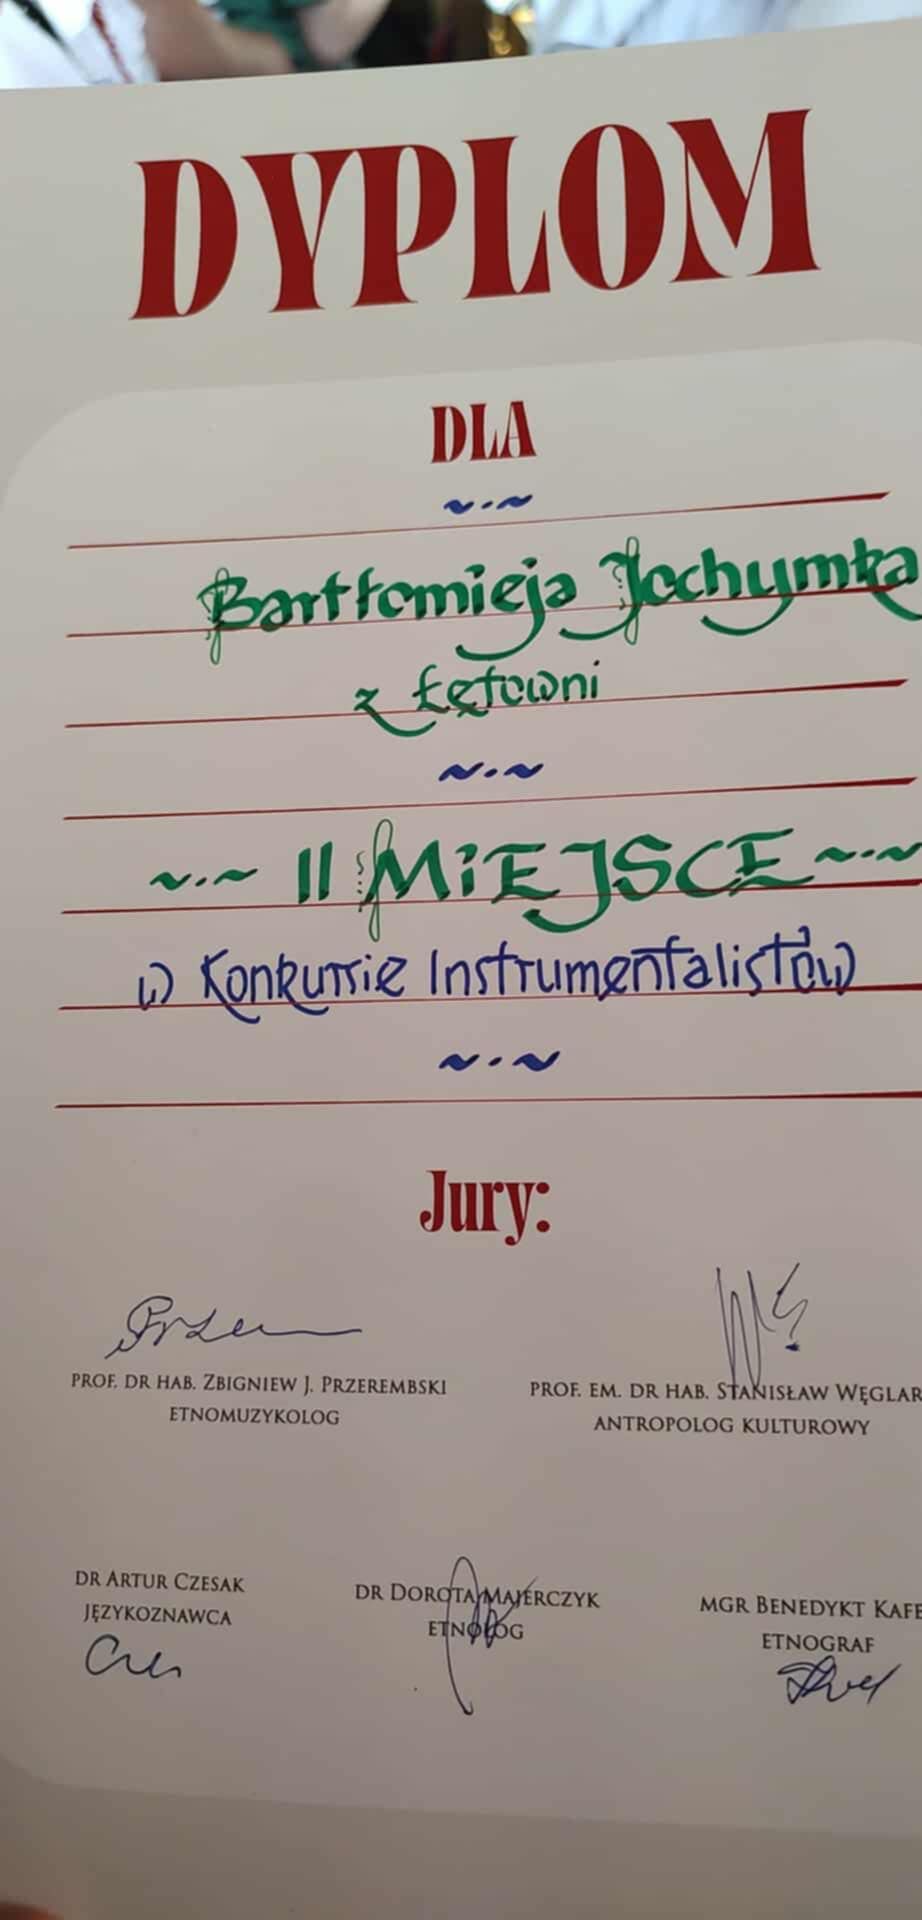 DYPLOM
DLA
Bartłomieja Jochymka
z Łętowni
II MIEJSCE
w Konkursie Instrumentalistów
Jury:
PROF. DR HAB. ZBIGNIEW J. PRZEREMBSKI
ETNOMUZYKOLOG
PROF. EM. DR HAB. STANISŁAW WĘGLAR
ANTROPOLOG KULTUROWY
DR ARTUR CZESAK
JĘZYKOZNAWCA
DR DOROTA MAJERCZYK
ETNOLOG
MGR BENEDYKT KAFE
ETNOGRAF